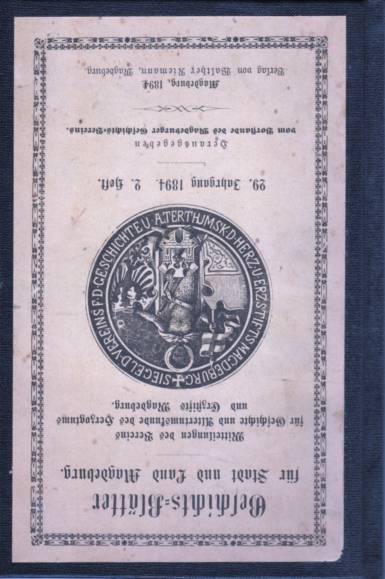 Geschichts=Blätter
für Stadt und Land Magdeburg.
Mitteilungen des Vereins
für Geschichte und Altertumskunde des Herzogtums
und Erzstifts Magdeburg.
SIEGEL D. VEREINS F. D. GESCHICHTE U. ALTERTHUMSK. D. HERZ. U. ERZSTIFTS MAGDEBURG
29. Jahrgang 1894. 2. Heft.
Herausgegeben
vom Vorstande des Magdeburger Geschichts-Vereins.
Magdeburg, 1894
Verlag von Walther Niemann, Magdeburg.